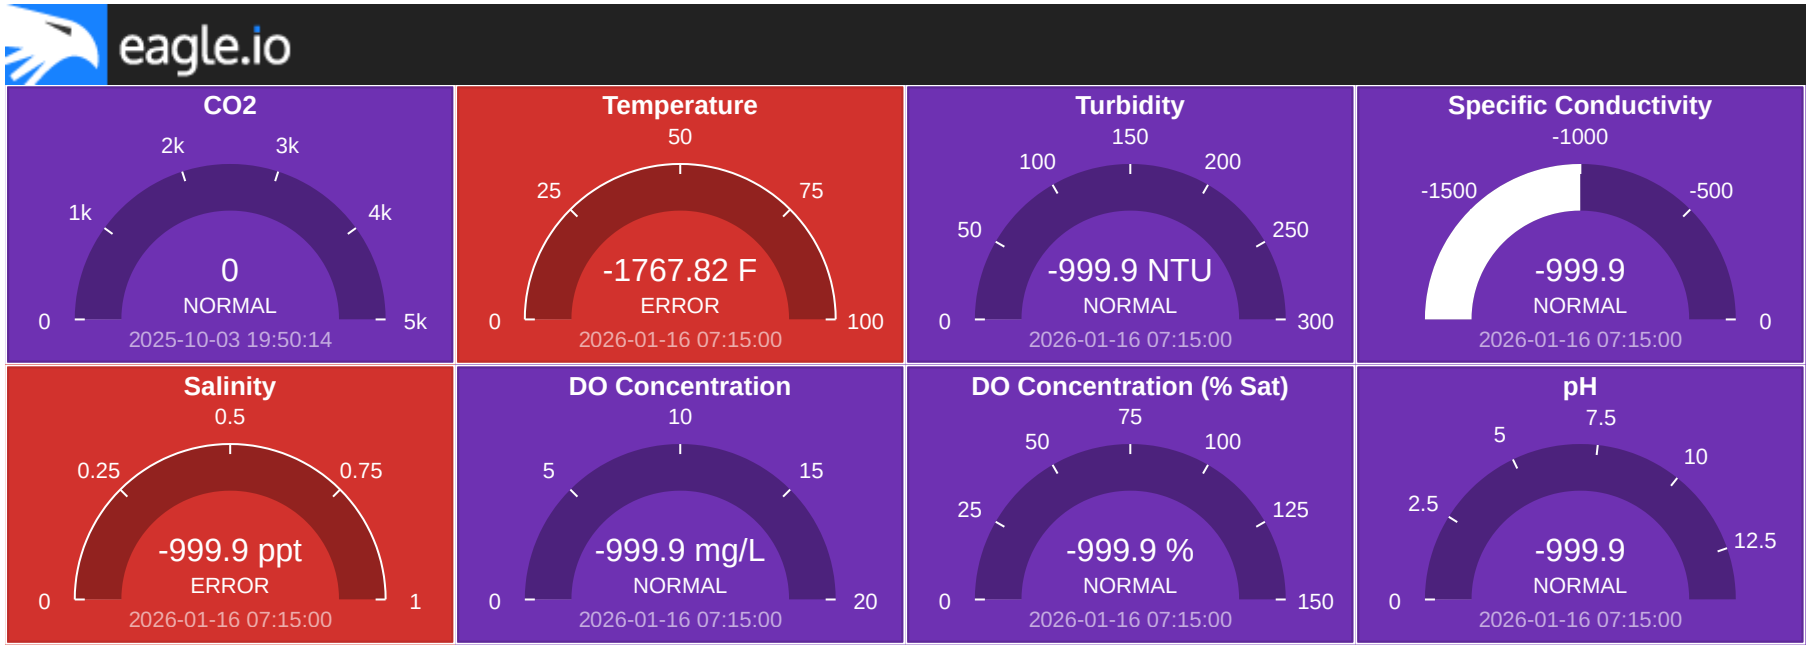 eagle.io
CO2
2k
3k
1k
4k
0
NORMAL
0
5k
2025-10-03 19:50:14
Temperature
50
25
75
-1767.82 F
ERROR
0
100
2026-01-16 07:15:00
Turbidity
150
100
200
50
250
-999.9 NTU
NORMAL
0
300
2026-01-16 07:15:00
Specific Conductivity
-1000
-1500
-500
-999.9
NORMAL
0
2026-01-16 07:15:00
Salinity
0.5
0.25
0.75
-999.9 ppt
ERROR
0
1
2026-01-16 07:15:00
DO Concentration
10
5
15
-999.9 mg/L
NORMAL
0
20
2026-01-16 07:15:00
DO Concentration (% Sat)
75
50
100
25
125
-999.9 %
NORMAL
0
150
2026-01-16 07:15:00
pH
7.5
5
10
2.5
12.5
-999.9
NORMAL
0
2026-01-16 07:15:00